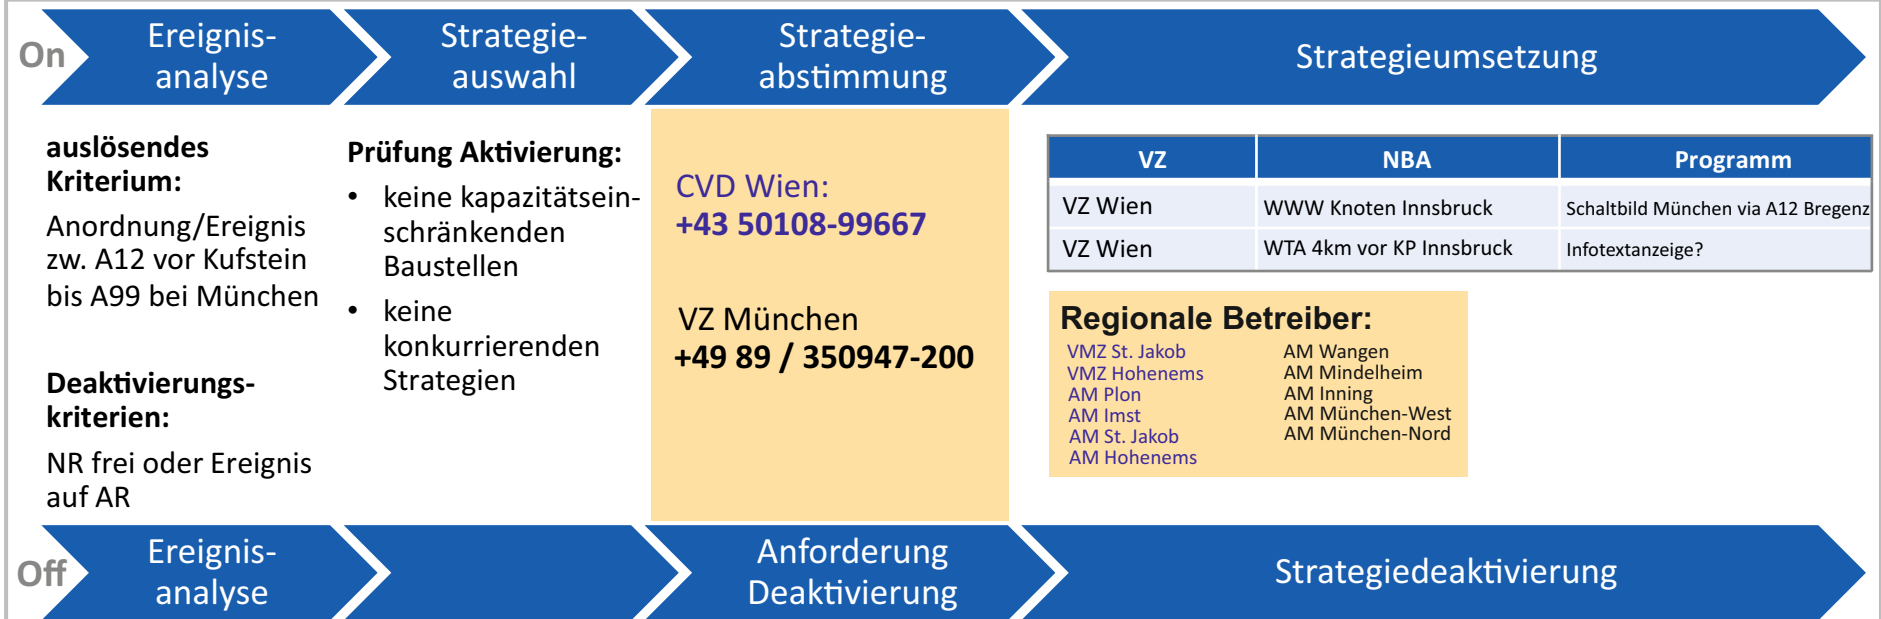 On
Ereignis-
analyse
Strategie-
auswahl
Strategie-
abstimmung
Strategieumsetzung
auslösendes
Kriterium:
Anordnung/Ereignis
zw. A12 vor Kufstein
bis A99 bei München
Deaktivierungs-
kriterien:
NR frei oder Ereignis
auf AR
Prüfung Aktivierung:
• keine kapazitätsein-
schränkenden
Baustellen
• keine
konkurrierenden
Strategien
CVD Wien:
+43 50108-99667
VZ München
+49 89 / 350947-200
VZ NBA Programm
VZ Wien WWW Knoten Innsbruck Schaltbild München via A12 Bregenz
VZ Wien WTA 4km vor KP Innsbruck Infotextanzeige?
Regionale Betreiber:
VMZ St. Jakob
VMZ Hohenems
AM Plon
AM Imst
AM St. Jakob
AM Hohenems
AM Wangen
AM Mindelheim
AM Inning
AM München-West
AM München-Nord
Off
Ereignis-
analyse
Anforderung
Deaktivierung
Strategiedeaktivierung